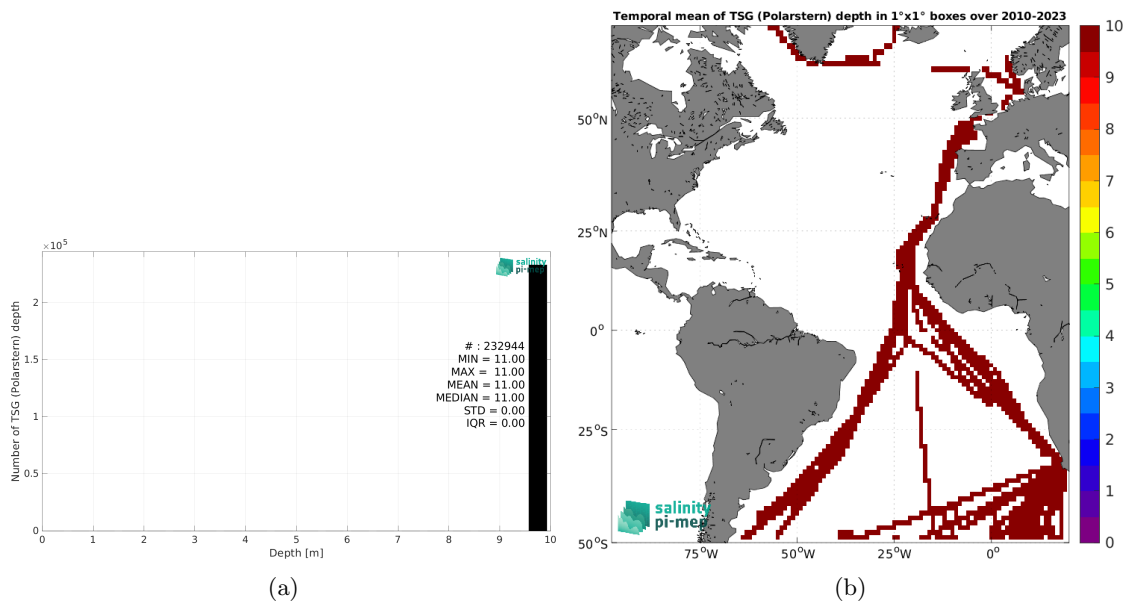 ×10⁵
2
1.5
1
0.5
0
Number of TSG (Polarstern) depth
salinity
pi-mep
# : 232944
MIN = 11.00
MAX = 11.00
MEAN = 11.00
MEDIAN = 11.00
STD = 0.00
IQR = 0.00
0 1 2 3 4 5 6 7 8 9 10
Depth [m]
(a)
Temporal mean of TSG (Polarstern) depth in 1°x1° boxes over 2010-2023
50°N
25°N
0°
25°S
50°S
75°W 50°W 25°W 0°
salinity
pi-mep
10
9
8
7
6
5
4
3
2
1
0
(b)